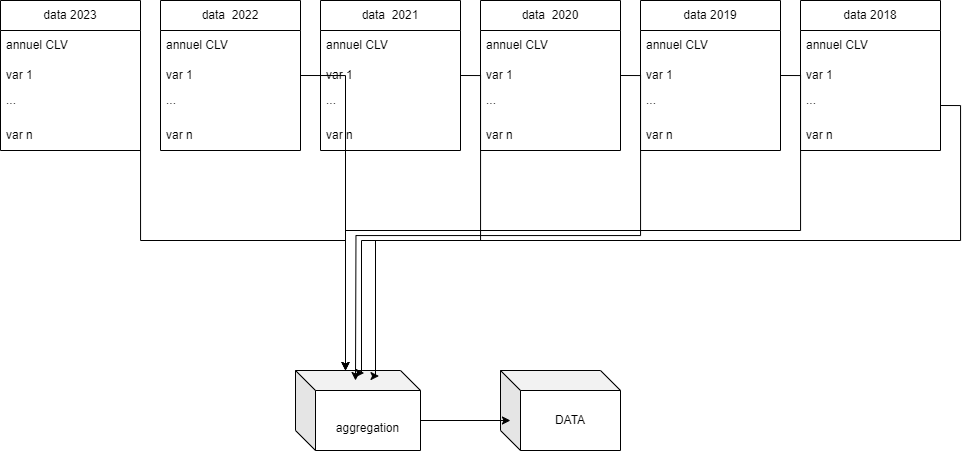 data 2023
annuel CLV
var 1
...
var n
data 2022
annuel CLV
var 1
...
var n
data 2021
annuel CLV
var 1
...
var n
data 2020
annuel CLV
var 1
...
var n
data 2019
annuel CLV
var 1
...
var n
data 2018
annuel CLV
var 1
...
var n
aggregation
DATA